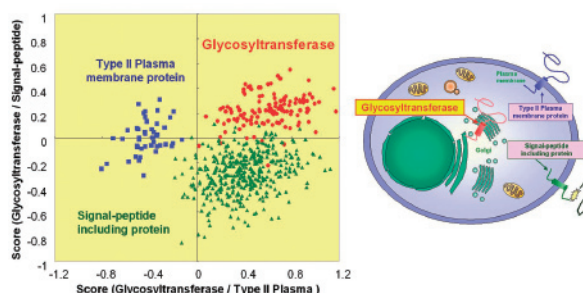 Score (Glycosyltransferase / Signal-peptide)
1
0.8
0.6
0.4
0.2
0
-0.2
-0.4
-0.6
-0.8
-1
Type II Plasma
membrane protein
Glycosyltransferase
Signal-peptide
including protein
-1.2
-0.8
-0.4
0
0.4
0.8
1.2
Score (Glycosyltransferase / Type II Plasma )
Plasma
membrane
Type II Plasma
membrane protein
Glycosyltransferase
Golgi
Signal-peptide
including protein